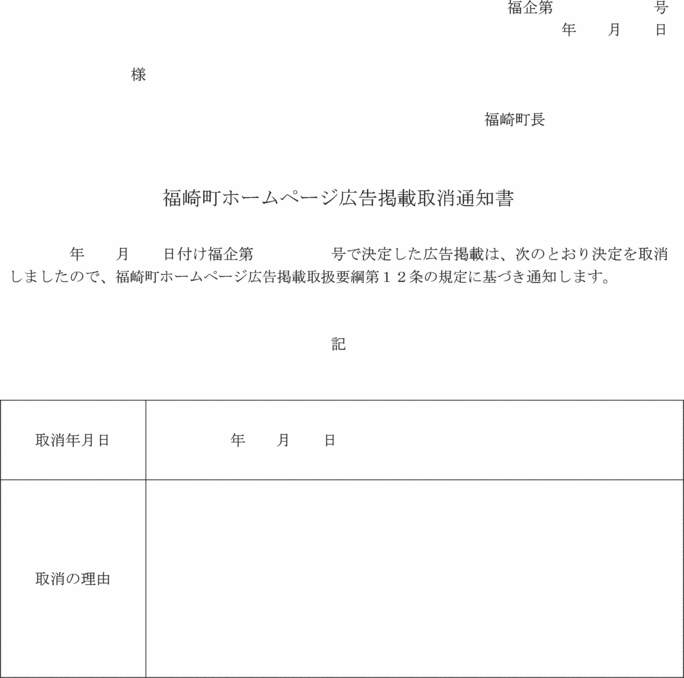 福企第　　　　　　　号
年　　月　　日
様
福崎町長
福崎町ホームページ広告掲載取消通知書
年　　月　　日付け福企第　　　　　号で決定した広告掲載は、次のとおり決定を取消
しましたので、福崎町ホームページ広告掲載取扱要綱第１２条の規定に基づき通知します。
記
取消年月日　　　　　　年　　月　　日
取消の理由